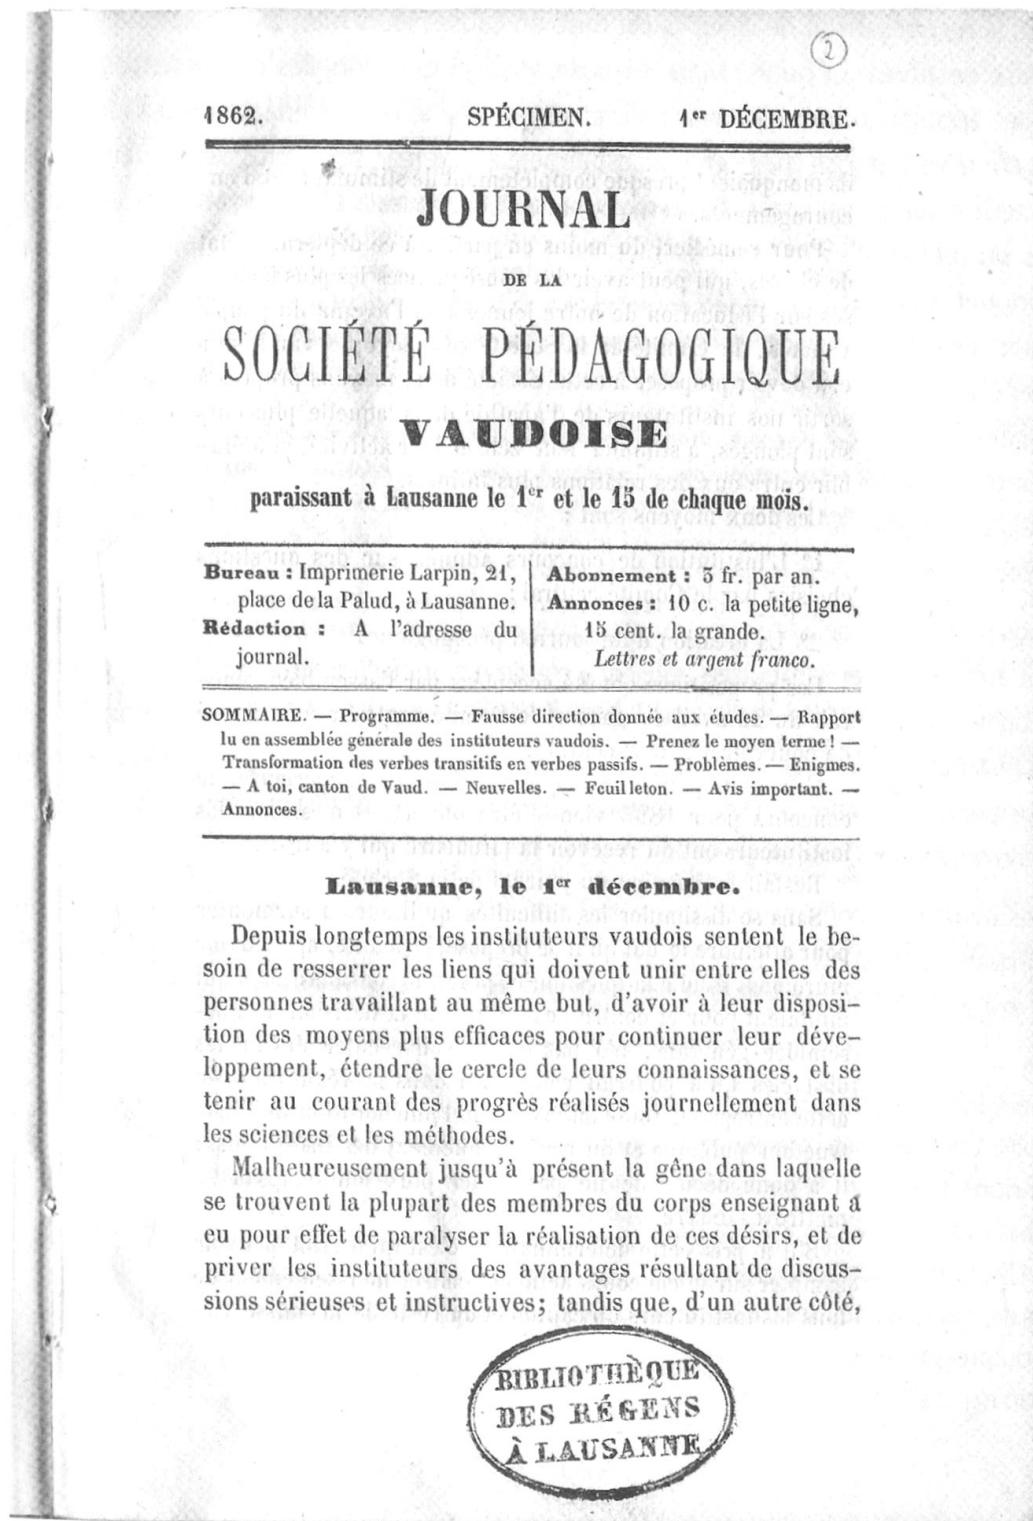 2
1862. SPÉCIMEN. 1er DÉCEMBRE.
JOURNAL
DE LA
SOCIÉTÉ PÉDAGOGIQUE
VAUDOISE
paraissant à Lausanne le 1er et le 15 de chaque mois.
Bureau : Imprimerie Larpin, 21,
place de la Palud, à Lausanne.
Rédaction : A l'adresse du
journal.
Abonnement : 3 fr. par an.
Annonces : 10 c. la petite ligne,
15 cent. la grande.
Lettres et argent franco.
SOMMAIRE. — Programme. — Fausse direction donnée aux études. — Rapport
lu en assemblée générale des instituteurs vaudois. — Prenez le moyen terme ! —
Transformation des verbes transitifs en verbes passifs. — Problèmes. — Enigmes.
— A toi, canton de Vaud. — Neuvelles. — Feuilleton. — Avis important. —
Annonces.
Lausanne, le 1er décembre.
Depuis longtemps les instituteurs vaudois sentent le be-
soin de resserrer les liens qui doivent unir entre elles des
personnes travaillant au même but, d'avoir à leur disposi-
tion des moyens plus efficaces pour continuer leur déve-
loppement, étendre le cercle de leurs connaissances, et se
tenir au courant des progrès réalisés journellement dans
les sciences et les méthodes.
Malheureusement jusqu'à présent la gêne dans laquelle
se trouvent la plupart des membres du corps enseignant a
eu pour effet de paralyser la réalisation de ces désirs, et de
priver les instituteurs des avantages résultant de discus-
sions sérieuses et instructives; tandis que, d'un autre côté,
BIBLIOTHÈQUE
DES RÉGENS
À LAUSANNE